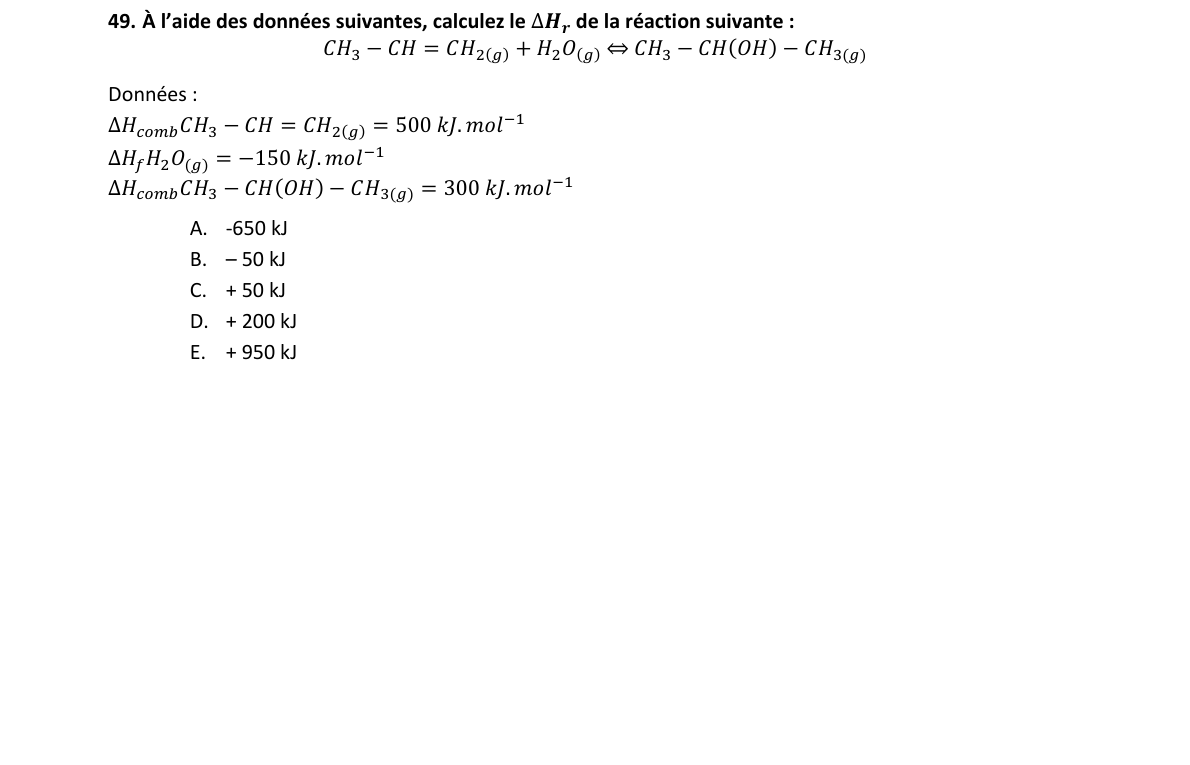 49. À l’aide des données suivantes, calculez le ΔHᵣ de la réaction suivante :
CH₃ − CH = CH₂₍g₎ + H₂O₍g₎ ⇔ CH₃ − CH(OH) − CH₃₍g₎
Données :
ΔH_comb CH₃ − CH = CH₂₍g₎ = 500 kJ.mol⁻¹
ΔH_f H₂O₍g₎ = −150 kJ.mol⁻¹
ΔH_comb CH₃ − CH(OH) − CH₃₍g₎ = 300 kJ.mol⁻¹
A. -650 kJ
B. – 50 kJ
C. + 50 kJ
D. + 200 kJ
E. + 950 kJ